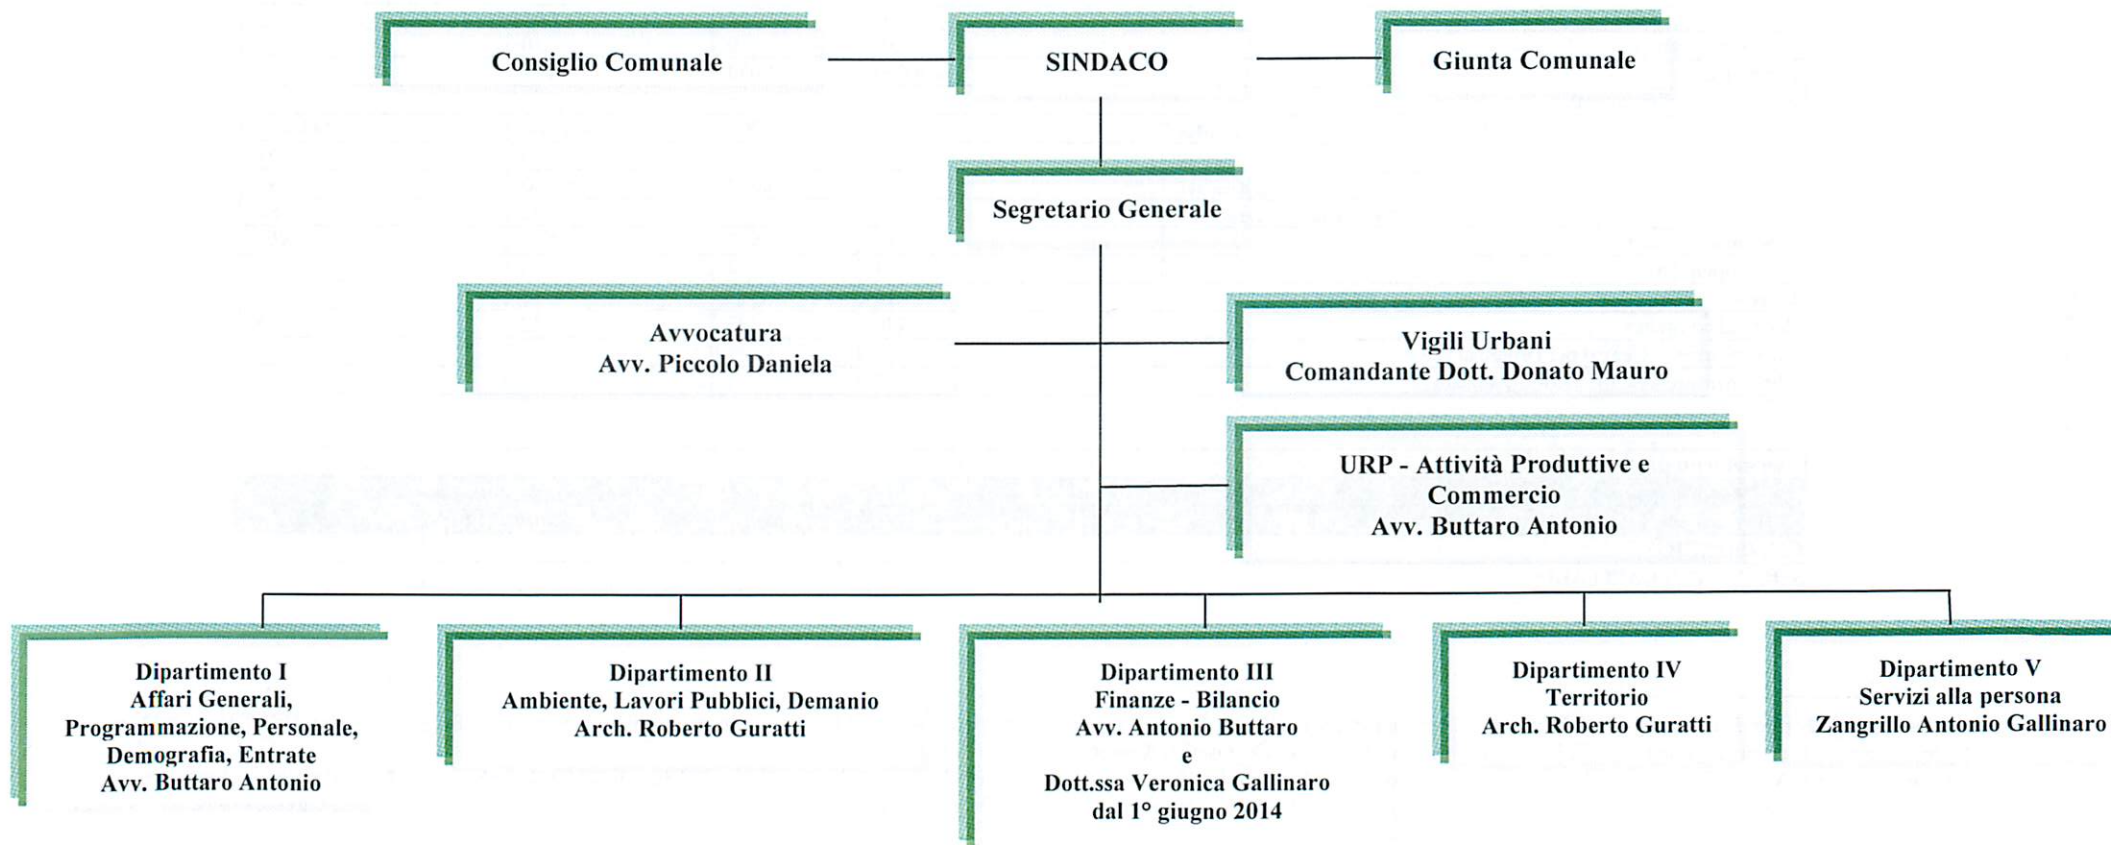 Consiglio Comunale
SINDACO
Giunta Comunale
Segretario Generale
Avvocatura
Avv. Piccolo Daniela
Vigili Urbani
Comandante Dott. Donato Mauro
URP - Attività Produttive e
Commercio
Avv. Buttaro Antonio
Dipartimento I
Affari Generali,
Programmazione, Personale,
Demografia, Entrate
Avv. Buttaro Antonio
Dipartimento II
Ambiente, Lavori Pubblici, Demanio
Arch. Roberto Guratti
Dipartimento III
Finanze - Bilancio
Avv. Antonio Buttaro
e
Dott.ssa Veronica Gallinaro
dal 1° giugno 2014
Dipartimento IV
Territorio
Arch. Roberto Guratti
Dipartimento V
Servizi alla persona
Zangrillo Antonio Gallinaro